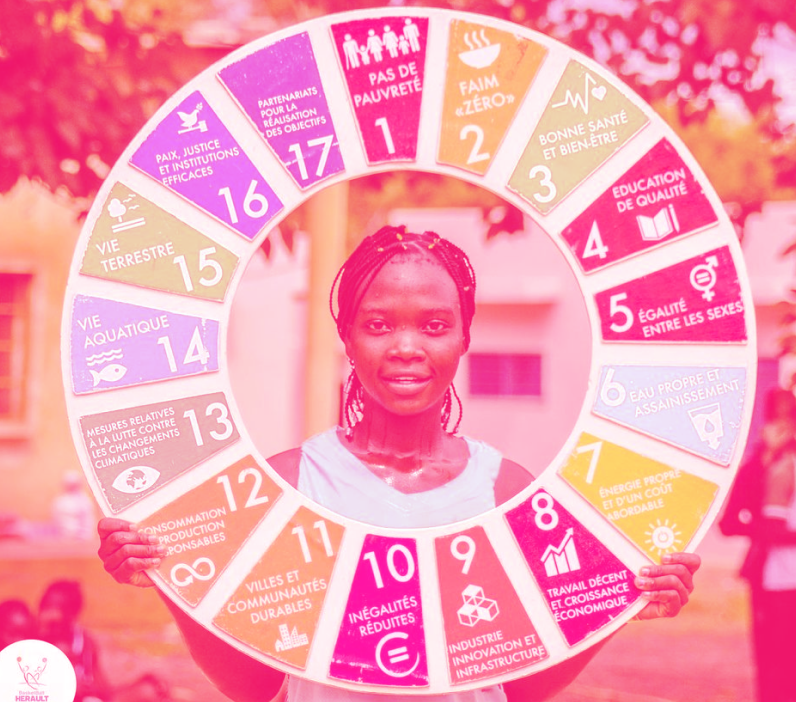 1
PAS DE
PAUVRETÉ
2
FAIM
«ZÉRO»
3
BONNE SANTÉ
ET BIEN-ÊTRE
4
EDUCATION
DE QUALITÉ
5
ÉGALITÉ
ENTRE LES SEXES
6
EAU PROPRE ET
ASSAINISSEMENT
7
ÉNERGIE PROPRE
ET D'UN COÛT
ABORDABLE
8
TRAVAIL DÉCENT
ET CROISSANCE
ÉCONOMIQUE
9
INDUSTRIE
INNOVATION ET
INFRASTRUCTURE
10
INÉGALITÉS
RÉDUITES
11
VILLES ET
COMMUNAUTÉS
DURABLES
12
CONSOMMATION
PRODUCTION
SPONSABLES
13
MESURES RELATIVES
À LA LUTTE CONTRE
LES CHANGEMENTS
CLIMATIQUES
14
VIE
AQUATIQUE
15
VIE
TERRESTRE
16
PAIX, JUSTICE
ET INSTITUTIONS
EFFICACES
17
PARTENARIATS
POUR LA
RÉALISATION
DES OBJECTIFS
HERAULT